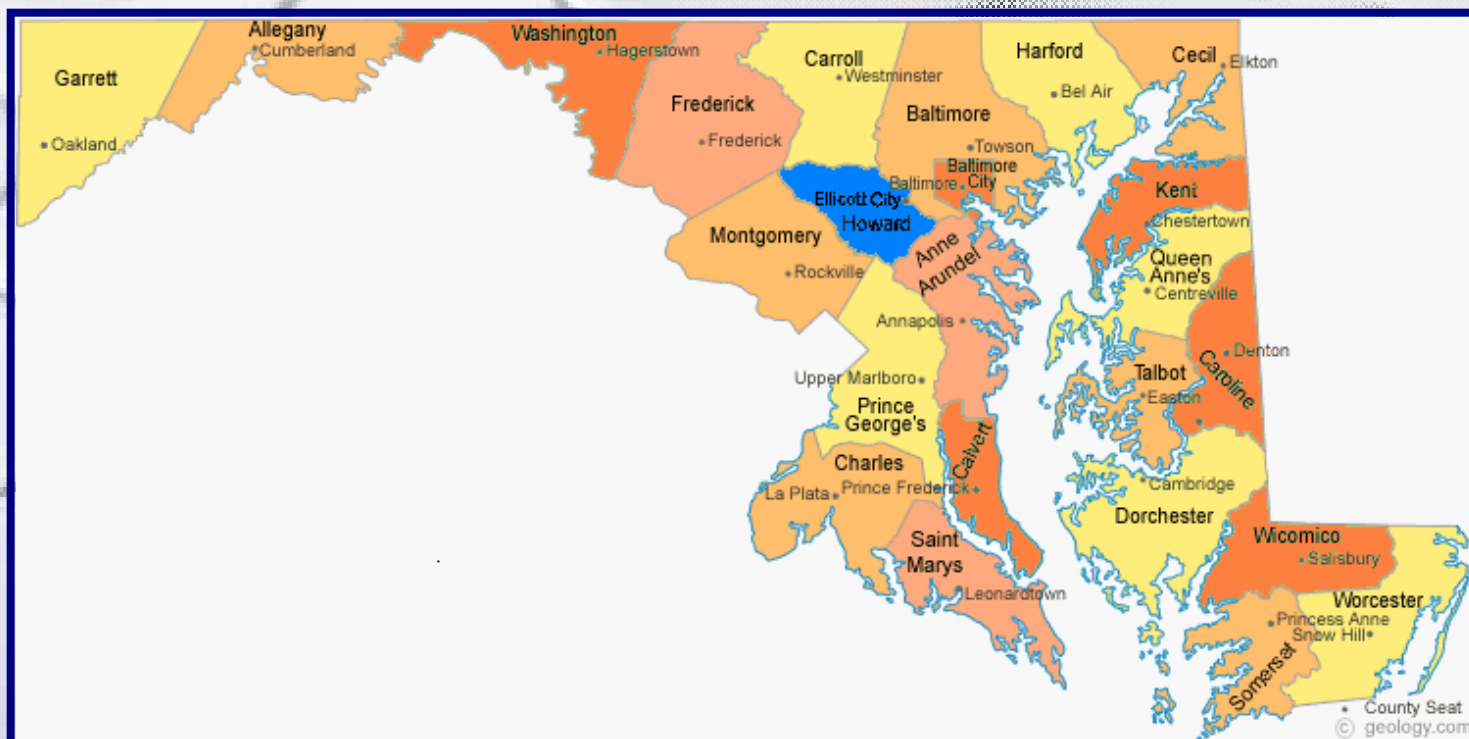 Allegany
Cumberland
Washington
Hagerstown
Garrett
Oakland
Frederick
Frederick
Carroll
Westminster
Harford
Bel Air
Cecil
Elkton
Baltimore
Towson
Baltimore
City
Baltimore
Ellicott City
Howard
Kent
Chestertown
Montgomery
Rockville
Anne
Arundel
Annapolis
Queen
Anne's
Centreville
Denton
Caroline
Talbot
Easton
Upper Marlboro
Prince
George's
Calvert
Charles
La Plata
Prince Frederick
Cambridge
Dorchester
Saint
Marys
Leonardtown
Wicomico
Salisbury
Worcester
Princess Anne
Snow Hill
Somerset
County Seat
© geology.com